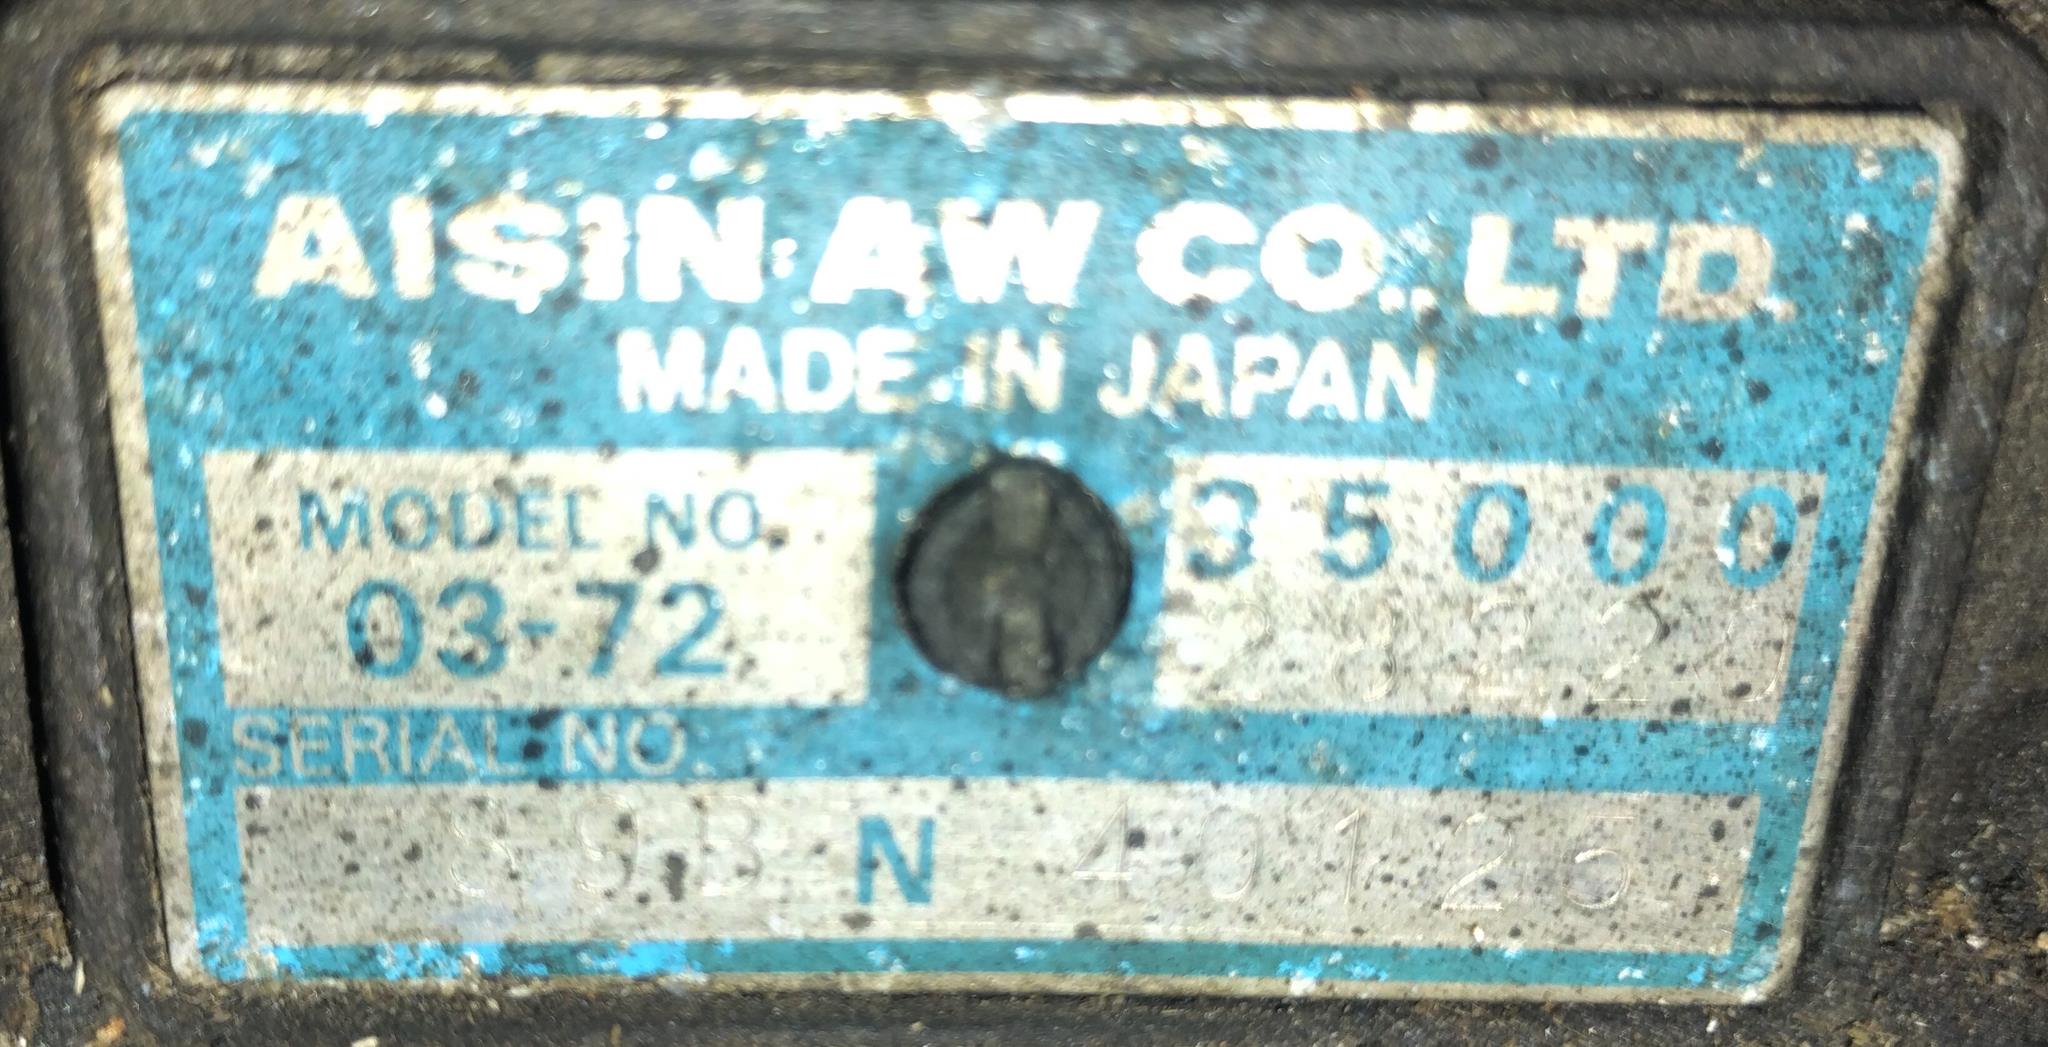 AISIN AW CO., LTD.
MADE IN JAPAN
MODEL NO.
03-72
35000
SERIAL NO.
N 40126